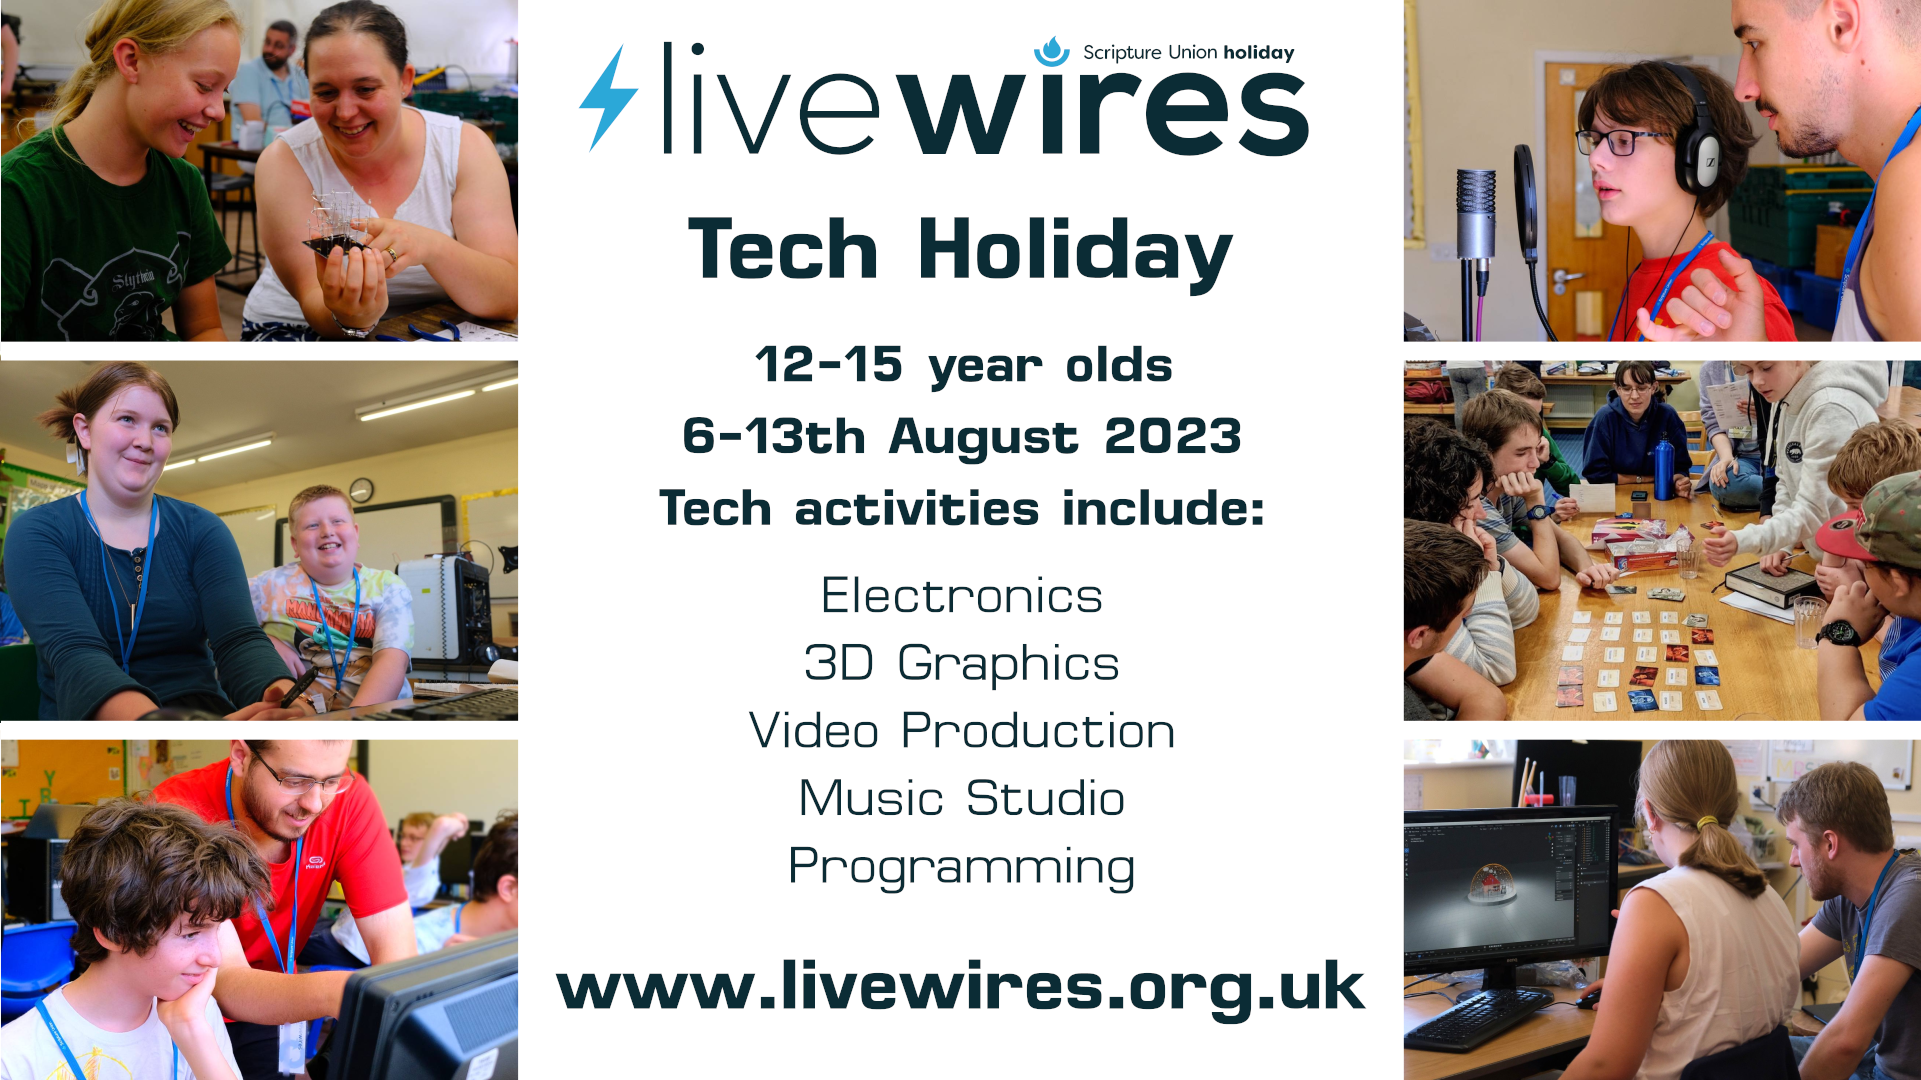 Scripture Union holiday
livewires
Tech Holiday
12-15 year olds
6-13th August 2023
Tech activities include:
Electronics
3D Graphics
Video Production
Music Studio
Programming
www.livewires.org.uk
Slytherin